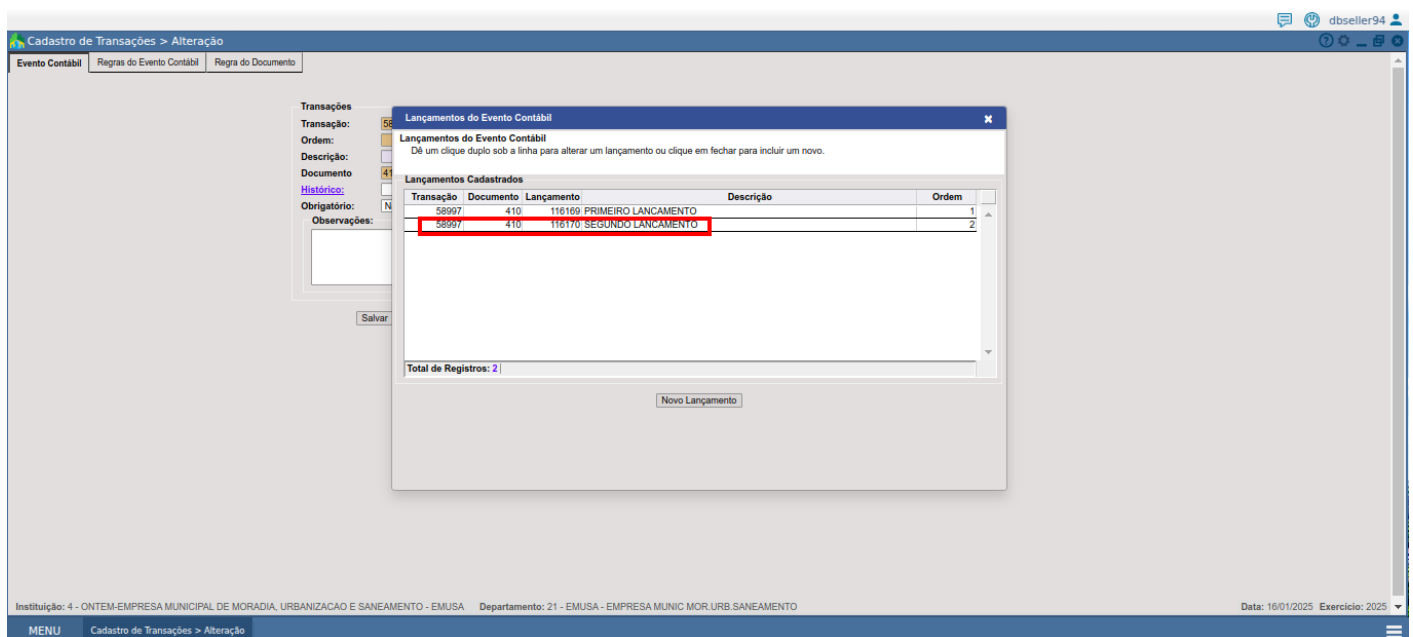 dbseller94
Cadastro de Transações > Alteração
Evento Contábil Regras do Evento Contábil Regra do Documento
Transações
Transação: 58
Ordem:
Descrição:
Documento 41
Histórico:
Obrigatório: N
Observações:
Salvar
Lançamentos do Evento Contábil
Lançamentos do Evento Contábil
Dê um clique duplo sob a linha para alterar um lançamento ou clique em fechar para incluir um novo.
Lançamentos Cadastrados
Transação Documento Lançamento Descrição Ordem
58997 410 116169 PRIMEIRO LANCAMENTO 1
58997 410 116170 SEGUNDO LANCAMENTO 2
Total de Registros: 2
Novo Lançamento
Instituição: 4 - ONTEM-EMPRESA MUNICIPAL DE MORADIA, URBANIZACAO E SANEAMENTO - EMUSA Departamento: 21 - EMUSA - EMPRESA MUNIC MOR.URB.SANEAMENTO Data: 16/01/2025 Exercício: 2025
MENU Cadastro de Transações > Alteração